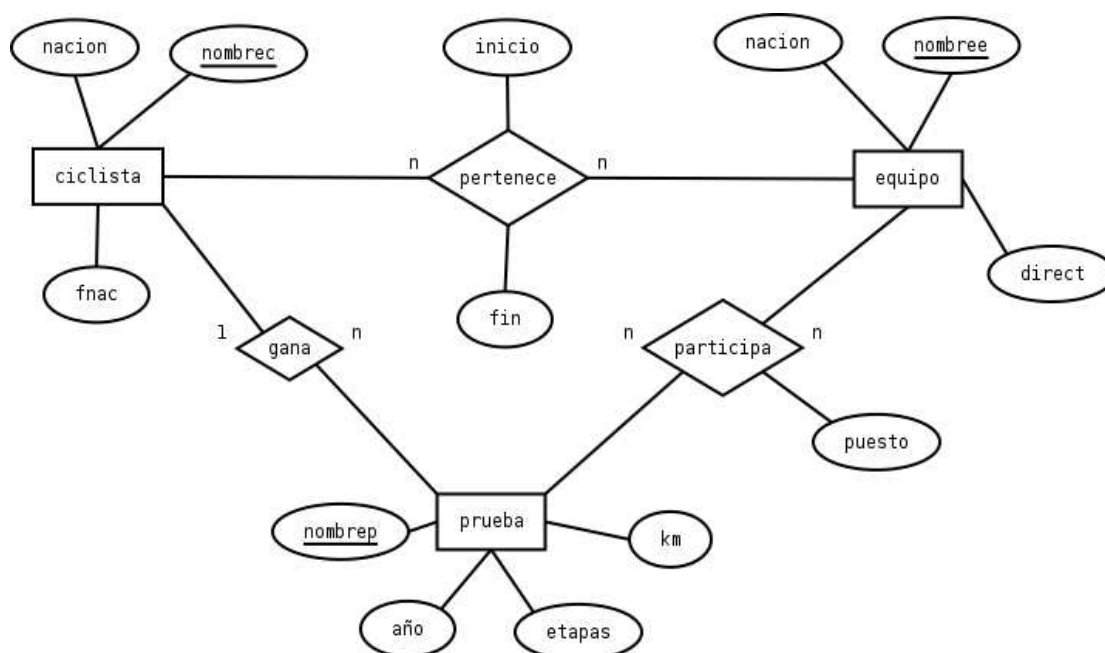 nacion
nombrec
inicio
nacion
nombree
ciclista
n
pertenece
n
equipo
fnac
fin
direct
1
gana
n
n
participa
n
puesto
nombrep
prueba
km
año
etapas